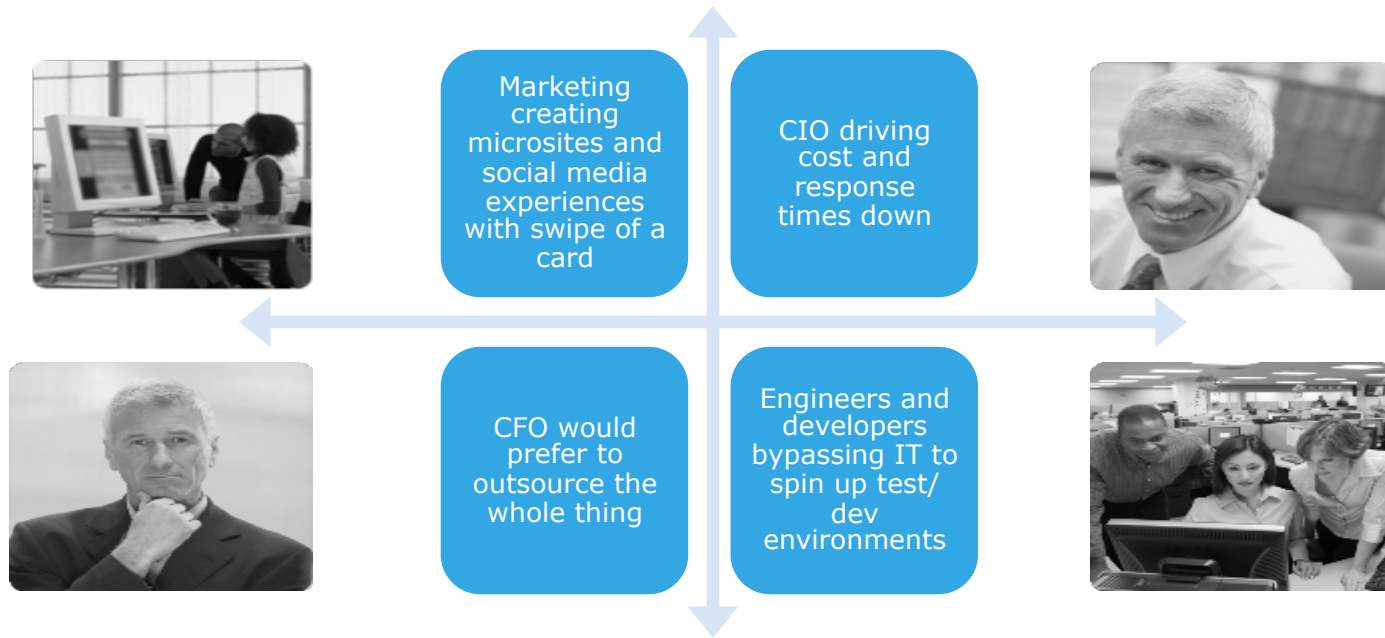 Marketing
creating
microsites and
social media
experiences
with swipe of a
card
CIO driving
cost and
response
times down
CFO would
prefer to
outsource the
whole thing
Engineers and
developers
bypassing IT to
spin up test/
dev
environments